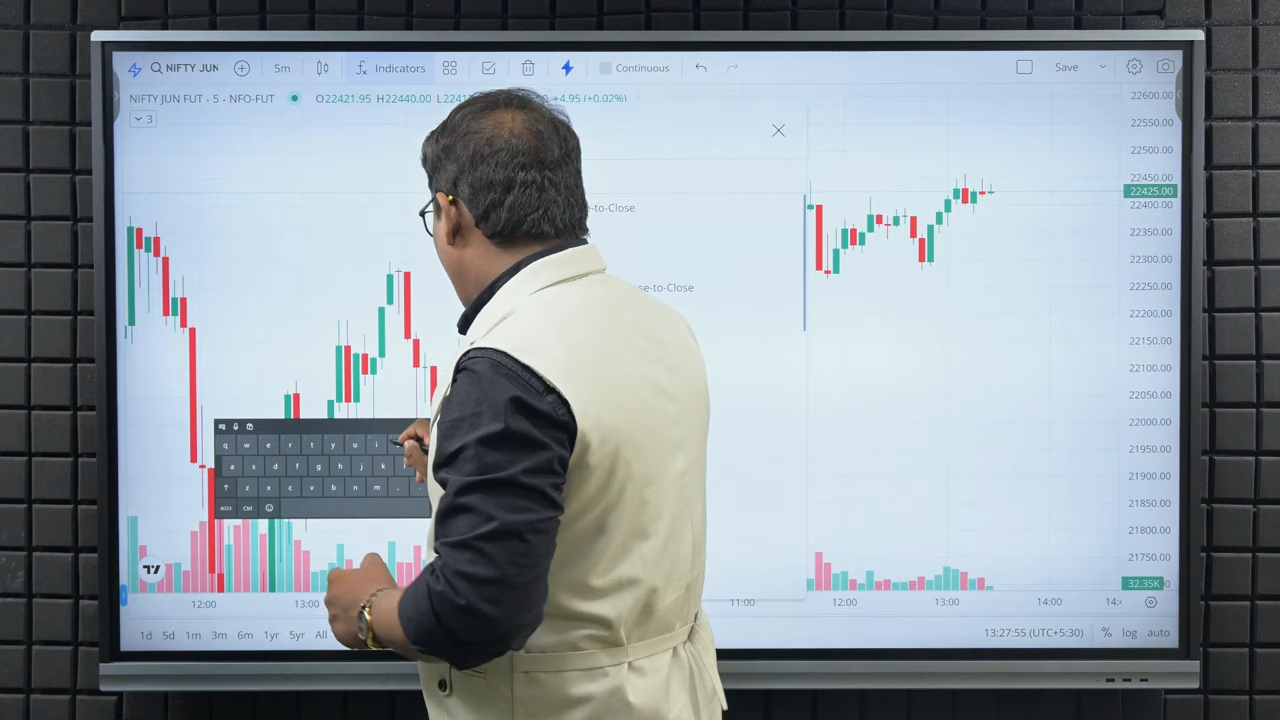 NIFTY JUN 5m Indicators Continuous Save
NIFTY JUN FUT - 5 - NFO-FUT O22421.95 H22440.00 +4.95 (+0.02%)
3
-to-Close
-to-Close
22600.00
22550.00
22500.00
22450.00
22425.00
22400.00
22350.00
22300.00
22250.00
22200.00
22150.00
22100.00
22050.00
22000.00
21950.00
21900.00
21850.00
21800.00
21750.00
32.35K
q w e r t y u i
a s d f g h j k
z x c v b n m ,
Ctrl
12:00 13:00 11:00 12:00 13:00 14:00
1d 5d 1m 3m 6m 1yr 5yr All 13:27:55 (UTC+5:30) % log auto